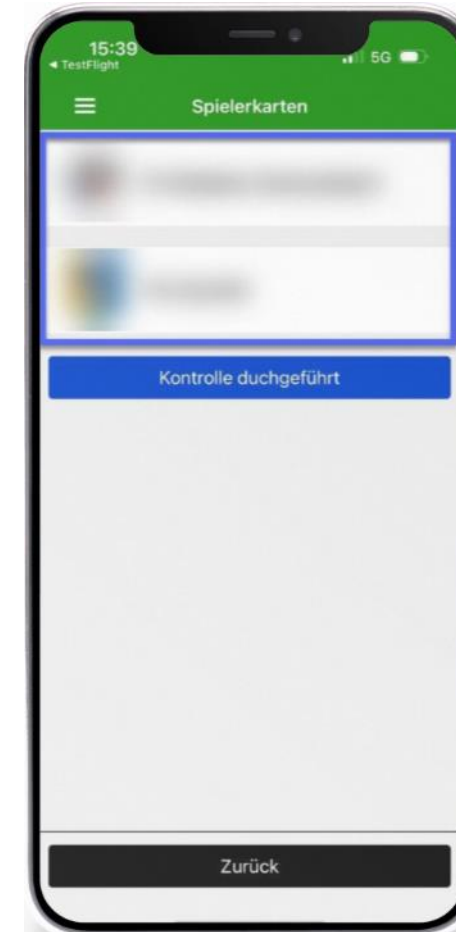 15:39
5G
◂ TestFlight
Spielerkarten
Kontrolle duchgeführt
Zurück